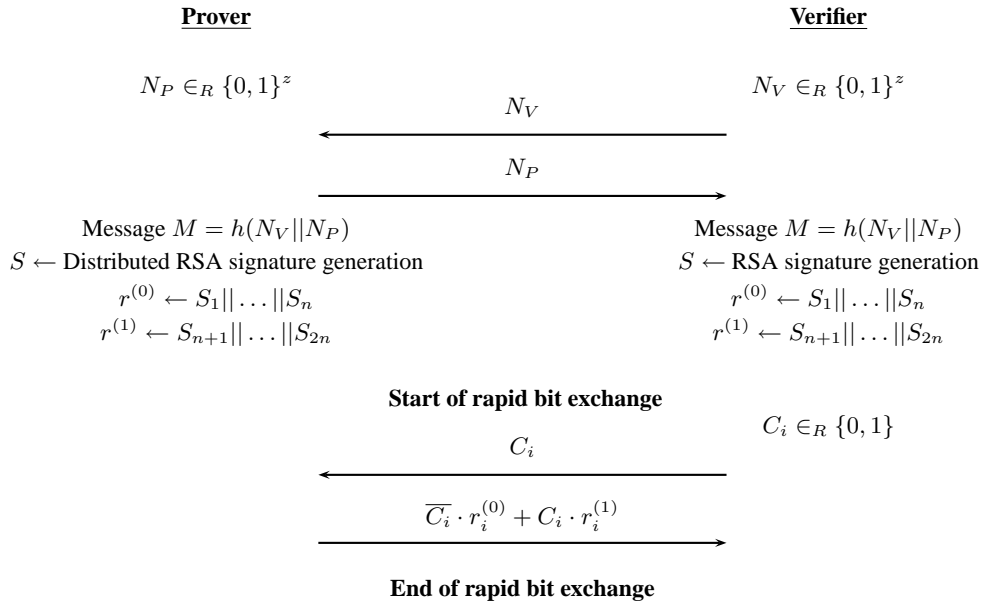 Prover Verifier
N_P ∈_R {0, 1}^z N_V ∈_R {0, 1}^z
N_V
N_P
Message M = h(N_V||N_P) Message M = h(N_V||N_P)
S ← Distributed RSA signature generation S ← RSA signature generation
r^{(0)} ← S_1|| . . . ||S_n r^{(0)} ← S_1|| . . . ||S_n
r^{(1)} ← S_{n+1}|| . . . ||S_{2n} r^{(1)} ← S_{n+1}|| . . . ||S_{2n}
Start of rapid bit exchange
C_i ∈_R {0, 1}
C_i
\overline{C_i} · r_i^{(0)} + C_i · r_i^{(1)}
End of rapid bit exchange